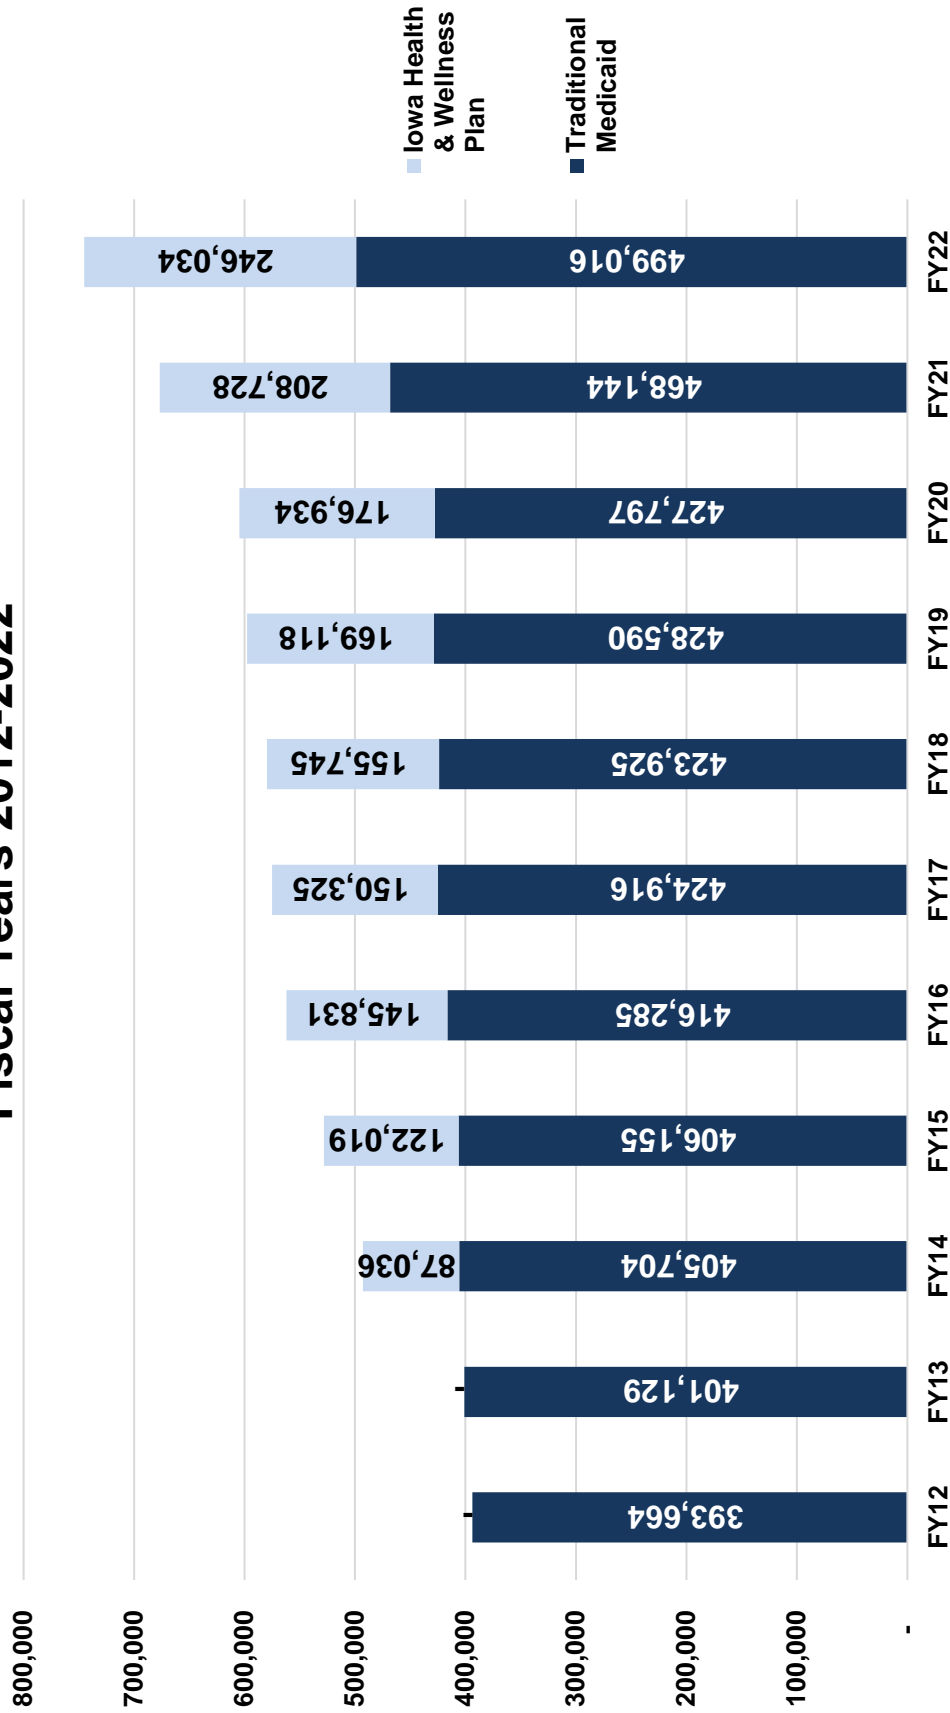 Fiscal Years 2012-2022
800,000
700,000
600,000
500,000
400,000
300,000
200,000
100,000
-
-
-
87,036
122,019
145,831
150,325
155,745
169,118
176,934
208,728
246,034
393,664
401,129
405,704
406,155
416,285
424,916
423,925
428,590
427,797
468,144
499,016
FY12
FY13
FY14
FY15
FY16
FY17
FY18
FY19
FY20
FY21
FY22
Iowa Health
& Wellness
Plan
Traditional
Medicaid